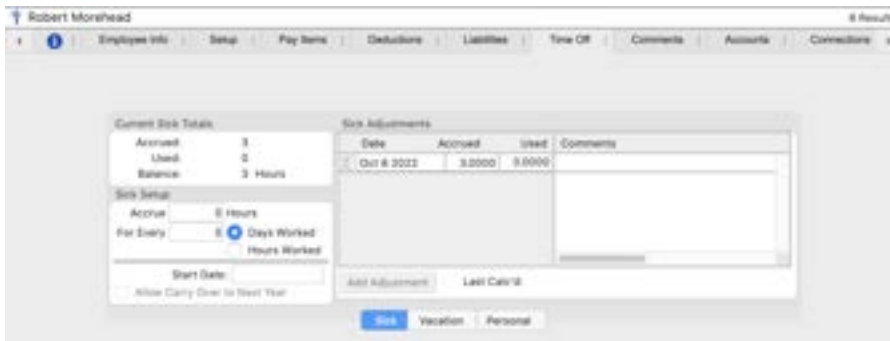 Robert Morehead
6 Result
Employee Info Setup Pay Items Deductions Liabilities Time Off Comments Accounts Connections
Current Sick Totals
Accrued: 3
Used: 0
Balance: 3 Hours
Sick Setup
Accrue 0 Hours
For Every Days Worked
Hours Worked
Start Date:
Allow Carry Over to Next Year
Sick Adjustments
Date Accrued Used Comments
Oct 6 2022 3.0000 0.0000
Add Adjustment Last Calc'd:
Sick Vacation Personal